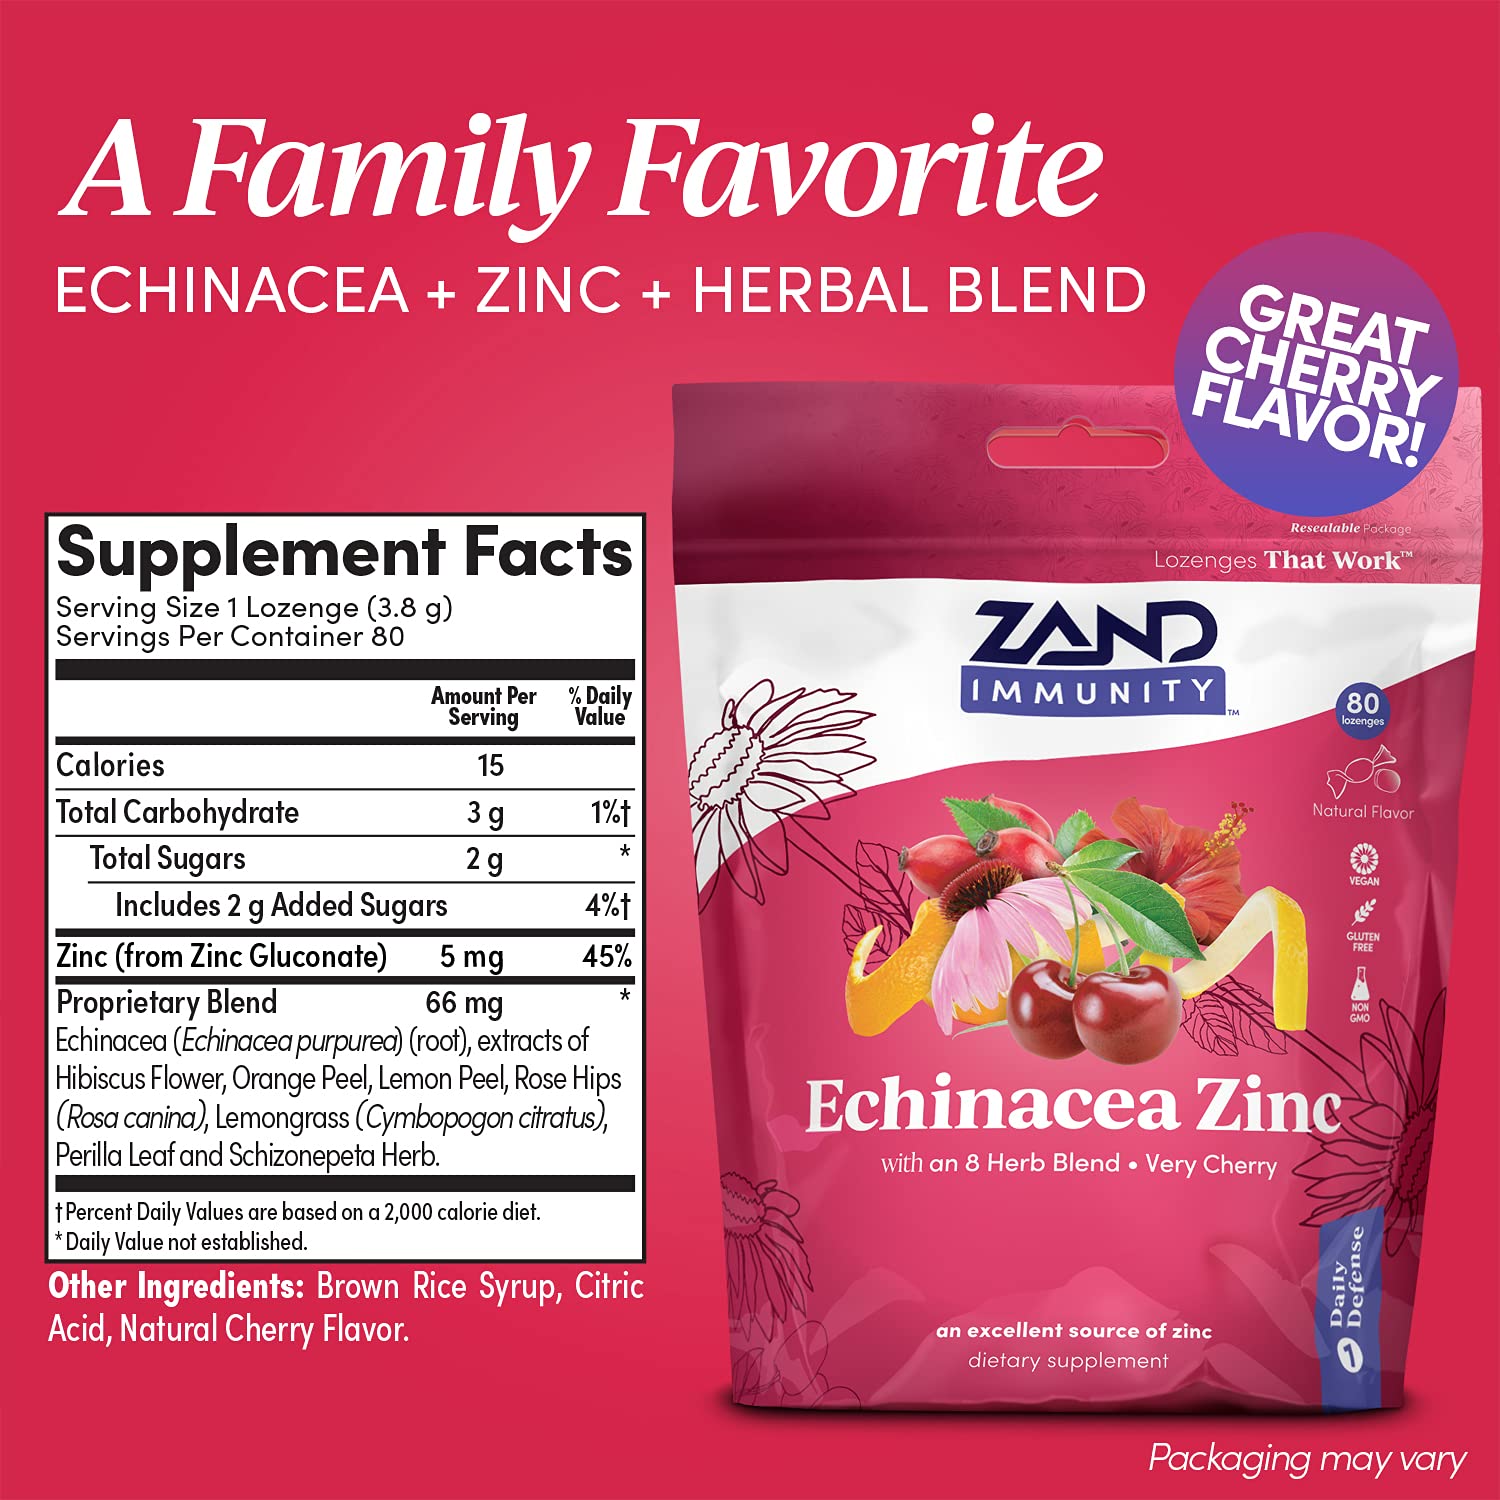 A Family Favorite
ECHINACEA + ZINC + HERBAL BLEND
GREAT
CHERRY
FLAVOR!
Supplement Facts
Serving Size 1 Lozenge (3.8 g)
Servings Per Container 80
Amount Per Serving % Daily Value
Calories 15
Total Carbohydrate 3 g 1%†
Total Sugars 2 g *
Includes 2 g Added Sugars 4%†
Zinc (from Zinc Gluconate) 5 mg 45%
Proprietary Blend 66 mg *
Echinacea (Echinacea purpurea) (root), extracts of
Hibiscus Flower, Orange Peel, Lemon Peel, Rose Hips
(Rosa canina), Lemongrass (Cymbopogon citratus),
Perilla Leaf and Schizonepeta Herb.
† Percent Daily Values are based on a 2,000 calorie diet.
* Daily Value not established.
Other Ingredients: Brown Rice Syrup, Citric
Acid, Natural Cherry Flavor.
Resealable Package
Lozenges That Work™
ZAND
IMMUNITY™
80
lozenges
Natural Flavor
VEGAN
GLUTEN
FREE
NON
GMO
Echinacea Zinc
with an 8 Herb Blend • Very Cherry
an excellent source of zinc
dietary supplement
1 Daily
Defense
Packaging may vary